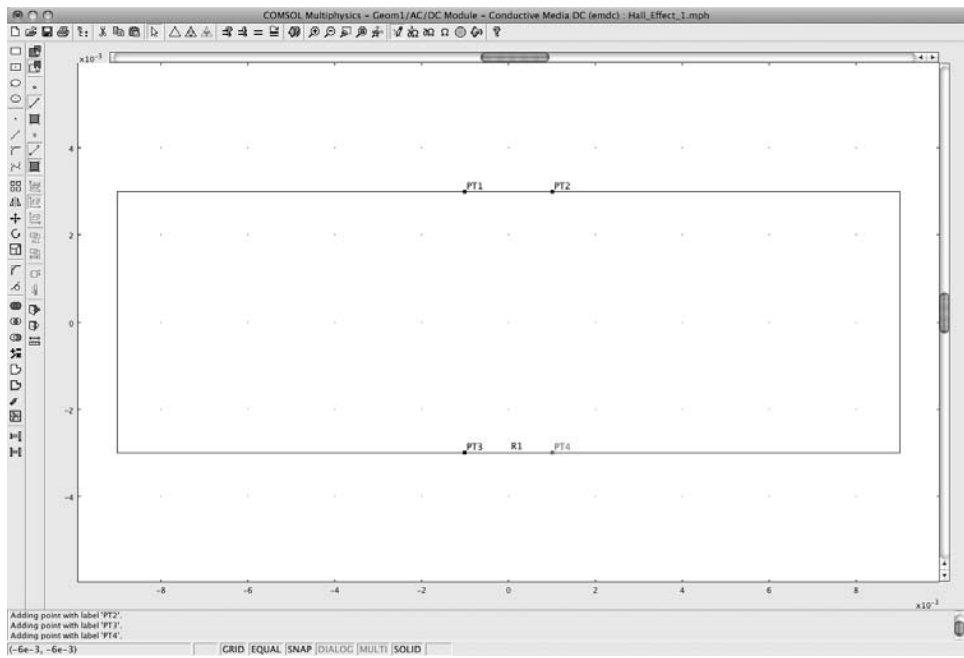 COMSOL Multiphysics – Geom1/AC/DC Module – Conductive Media DC (emdc) : Hall_Effect_1.mph
x10⁻³
4
PT1 PT2
2
0
-2
PT3 R1 PT4
-4
-8 -6 -4 -2 0 2 4 6 8
x10⁻³
Adding point with label 'PT2'.
Adding point with label 'PT3'.
Adding point with label 'PT4'.
(-6e-3, -6e-3) GRID EQUAL SNAP DIALOG MULTI SOLID